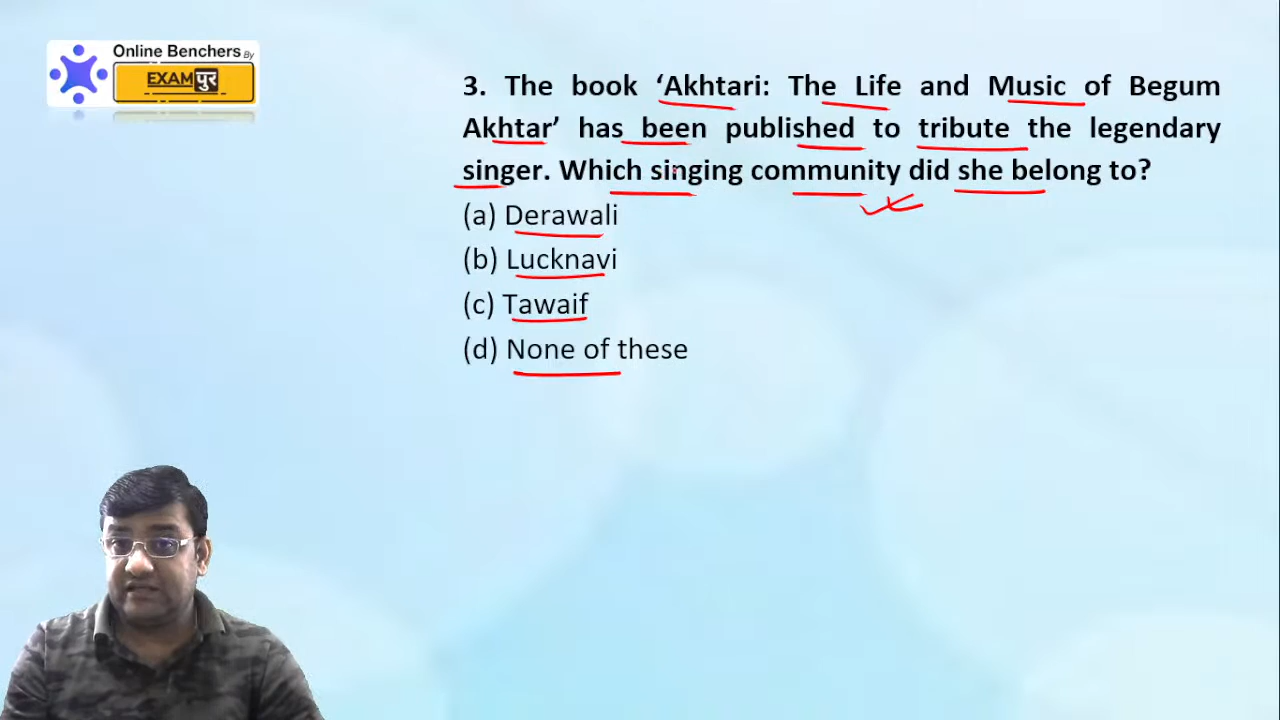 Online Benchers By
EXAMपुर
3. The book ‘Akhtari: The Life and Music of Begum
Akhtar’ has been published to tribute the legendary
singer. Which singing community did she belong to?
(a) Derawali
(b) Lucknavi
(c) Tawaif
(d) None of these